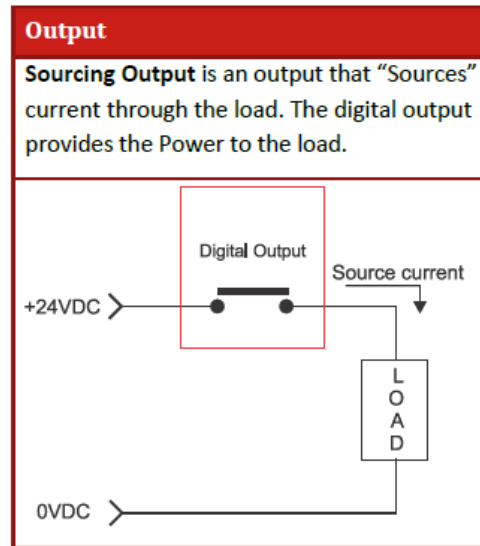 Output
Sourcing Output is an output that “Sources”
current through the load. The digital output
provides the Power to the load.
Digital Output
Source current
+24VDC
L
O
A
D
0VDC